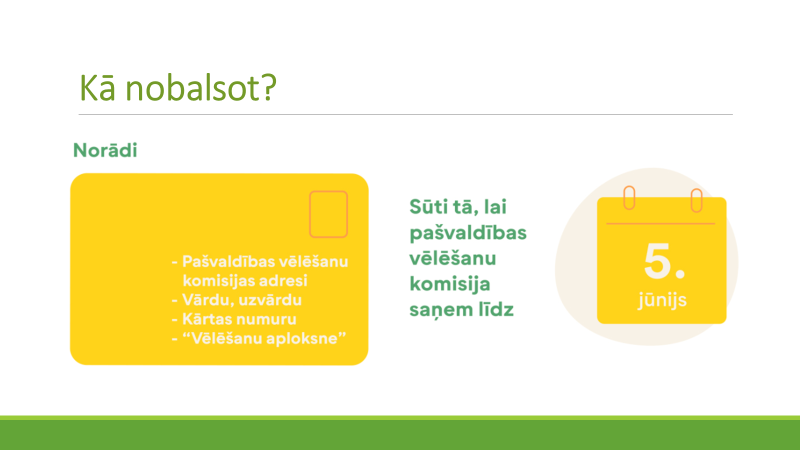 Kā nobalsot?
Norādi
- Pašvaldības vēlēšanu
komisijas adresi
- Vārdu, uzvārdu
- Kārtas numuru
- “Vēlēšanu aploksne”
Sūti tā, lai
pašvaldības
vēlēšanu
komisija
saņem līdz
5.
jūnijs